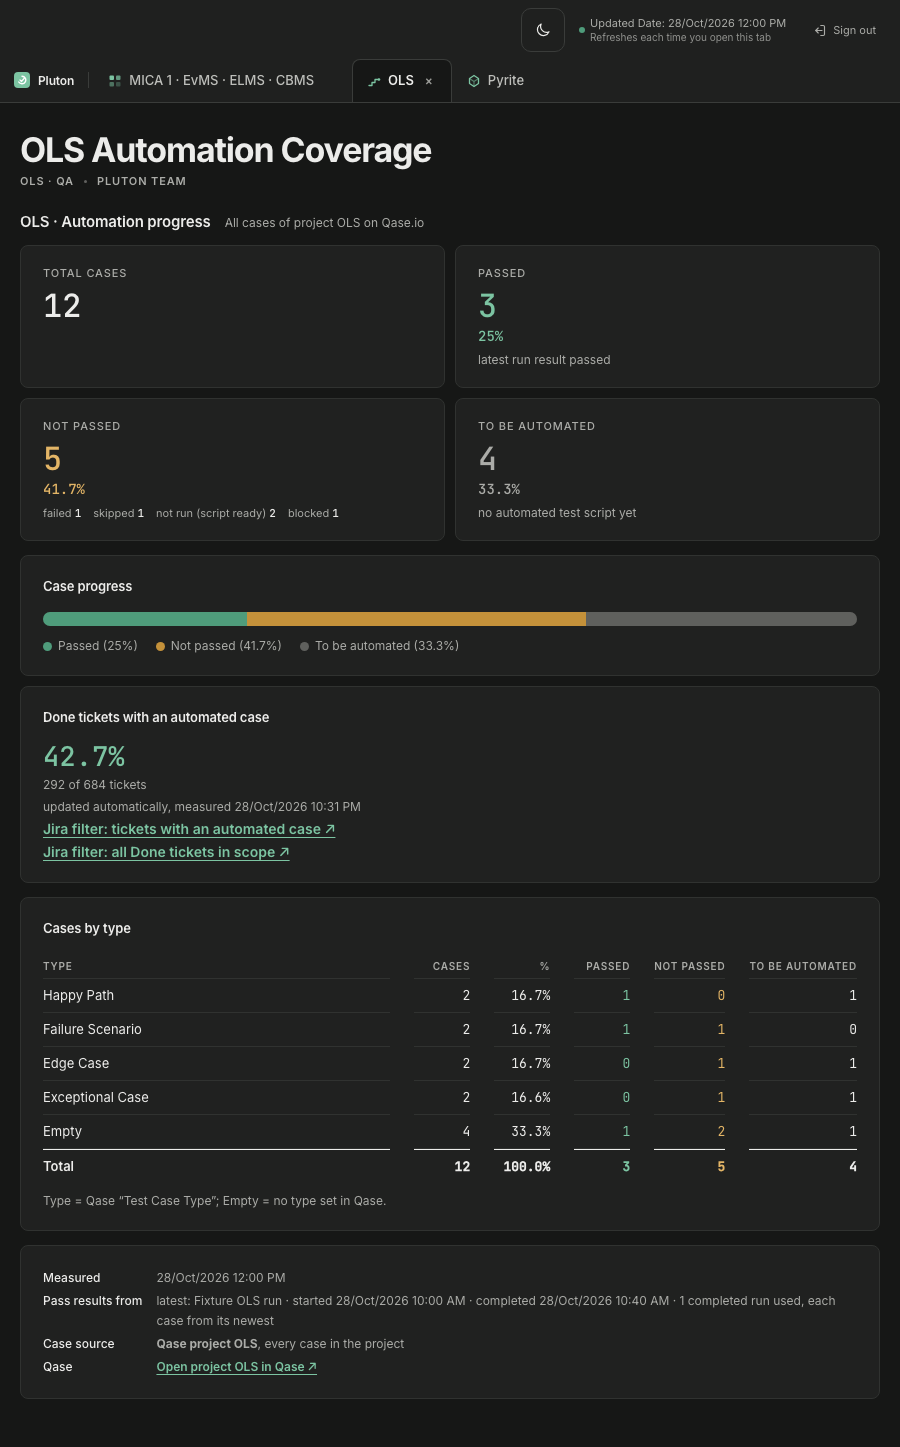 Updated Date: 28/Oct/2026 12:00 PM
Refreshes each time you open this tab
Sign out
Pluton
MICA 1 · EvMS · ELMS · CBMS
OLS ×
Pyrite
OLS Automation Coverage
OLS · QA • PLUTON TEAM
OLS · Automation progress All cases of project OLS on Qase.io
TOTAL CASES
12
PASSED
3
25%
latest run result passed
NOT PASSED
5
41.7%
failed 1 skipped 1 not run (script ready) 2 blocked 1
TO BE AUTOMATED
4
33.3%
no automated test script yet
Case progress
Passed (25%) Not passed (41.7%) To be automated (33.3%)
Done tickets with an automated case
42.7%
292 of 684 tickets
updated automatically, measured 28/Oct/2026 10:31 PM
Jira filter: tickets with an automated case ↗
Jira filter: all Done tickets in scope ↗
Cases by type
TYPE CASES % PASSED NOT PASSED TO BE AUTOMATED
Happy Path 2 16.7% 1 0 1
Failure Scenario 2 16.7% 1 1 0
Edge Case 2 16.7% 0 1 1
Exceptional Case 2 16.6% 0 1 1
Empty 4 33.3% 1 2 1
Total 12 100.0% 3 5 4
Type = Qase “Test Case Type”; Empty = no type set in Qase.
Measured 28/Oct/2026 12:00 PM
Pass results from latest: Fixture OLS run · started 28/Oct/2026 10:00 AM · completed 28/Oct/2026 10:40 AM · 1 completed run used, each
case from its newest
Case source Qase project OLS, every case in the project
Qase Open project OLS in Qase ↗